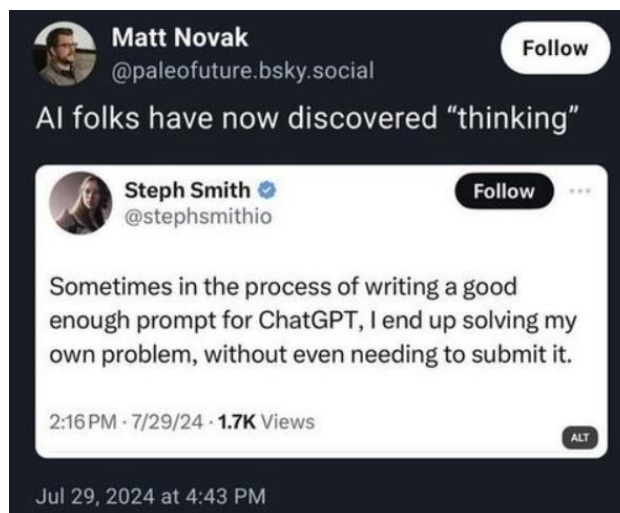 Matt Novak
Follow
@paleofuture.bsky.social
AI folks have now discovered “thinking”
Steph Smith
Follow
@stephsmithio
Sometimes in the process of writing a good
enough prompt for ChatGPT, I end up solving my
own problem, without even needing to submit it.
2:16 PM · 7/29/24 · 1.7K Views
ALT
Jul 29, 2024 at 4:43 PM